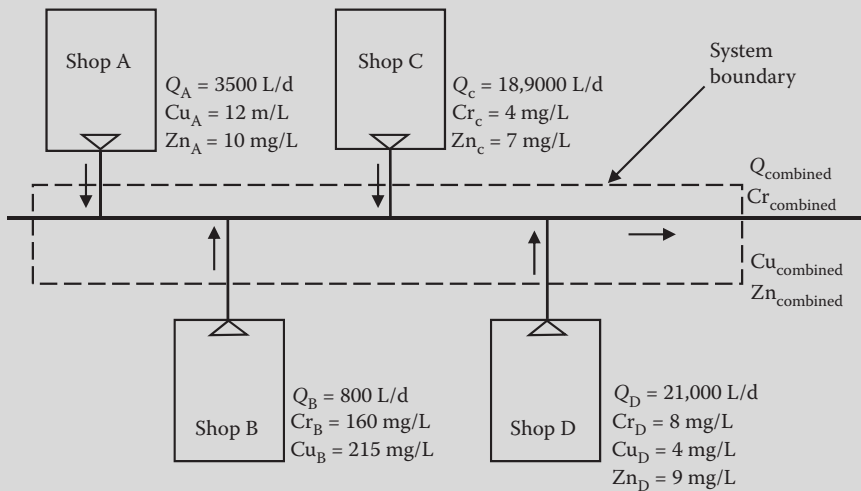 Shop A
Q_A = 3500 L/d
Cu_A = 12 m/L
Zn_A = 10 mg/L
Shop C
Q_c = 18,9000 L/d
Cr_c = 4 mg/L
Zn_c = 7 mg/L
System
boundary
Q_combined
Cr_combined
Cu_combined
Zn_combined
Shop B
Q_B = 800 L/d
Cr_B = 160 mg/L
Cu_B = 215 mg/L
Shop D
Q_D = 21,000 L/d
Cr_D = 8 mg/L
Cu_D = 4 mg/L
Zn_D = 9 mg/L